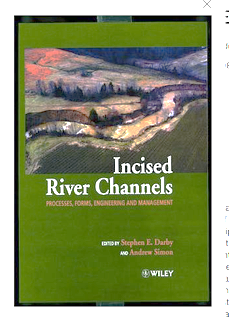 Incised
River Channels
PROCESSES, FORMS, ENGINEERING AND MANAGEMENT
EDITED BY Stephen E. Darby
AND Andrew Simon
WILEY